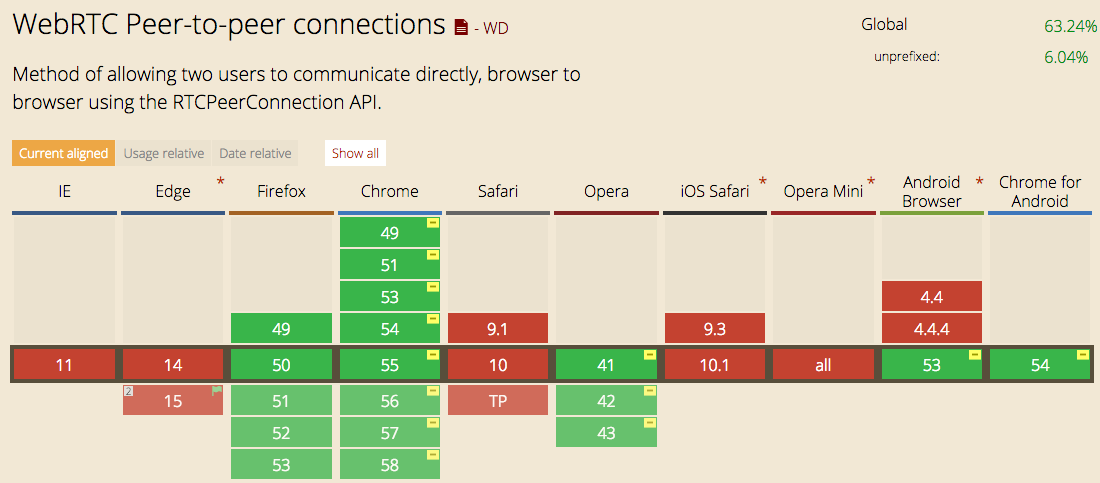 WebRTC Peer-to-peer connections - WD
Global 63.24%
unprefixed: 6.04%
Method of allowing two users to communicate directly, browser to
browser using the RTCPeerConnection API.
Current aligned Usage relative Date relative Show all
IE Edge * Firefox Chrome Safari Opera iOS Safari * Opera Mini * Android Browser * Chrome for Android
49
51
53 4.4
49 54 9.1 9.3 4.4.4
11 14 50 55 10 41 10.1 all 53 54
2 15 51 56 TP 42
52 57 43
53 58